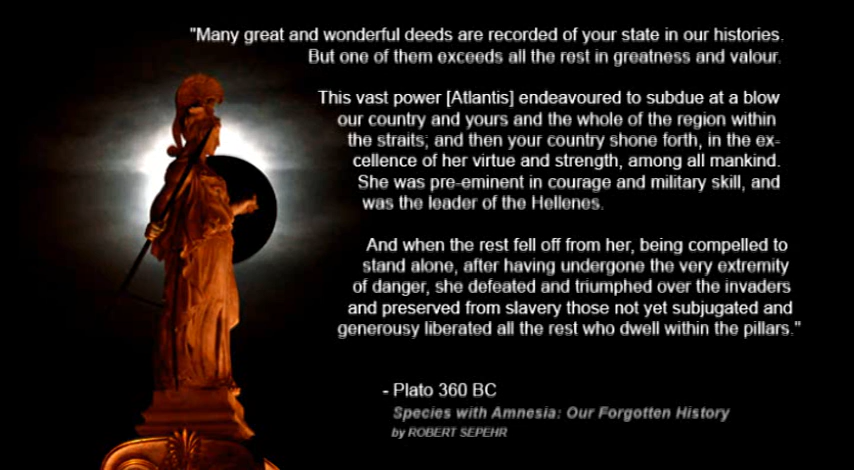 "Many great and wonderful deeds are recorded of your state in our histories.
But one of them exceeds all the rest in greatness and valour.
This vast power [Atlantis] endeavoured to subdue at a blow
our country and yours and the whole of the region within
the straits; and then your country shone forth, in the ex-
cellence of her virtue and strength, among all mankind.
She was pre-eminent in courage and military skill, and
was the leader of the Hellenes.
And when the rest fell off from her, being compelled to
stand alone, after having undergone the very extremity
of danger, she defeated and triumphed over the invaders
and preserved from slavery those not yet subjugated and
generousy liberated all the rest who dwell within the pillars."
- Plato 360 BC
Species with Amnesia: Our Forgotten History
by ROBERT SEPEHR